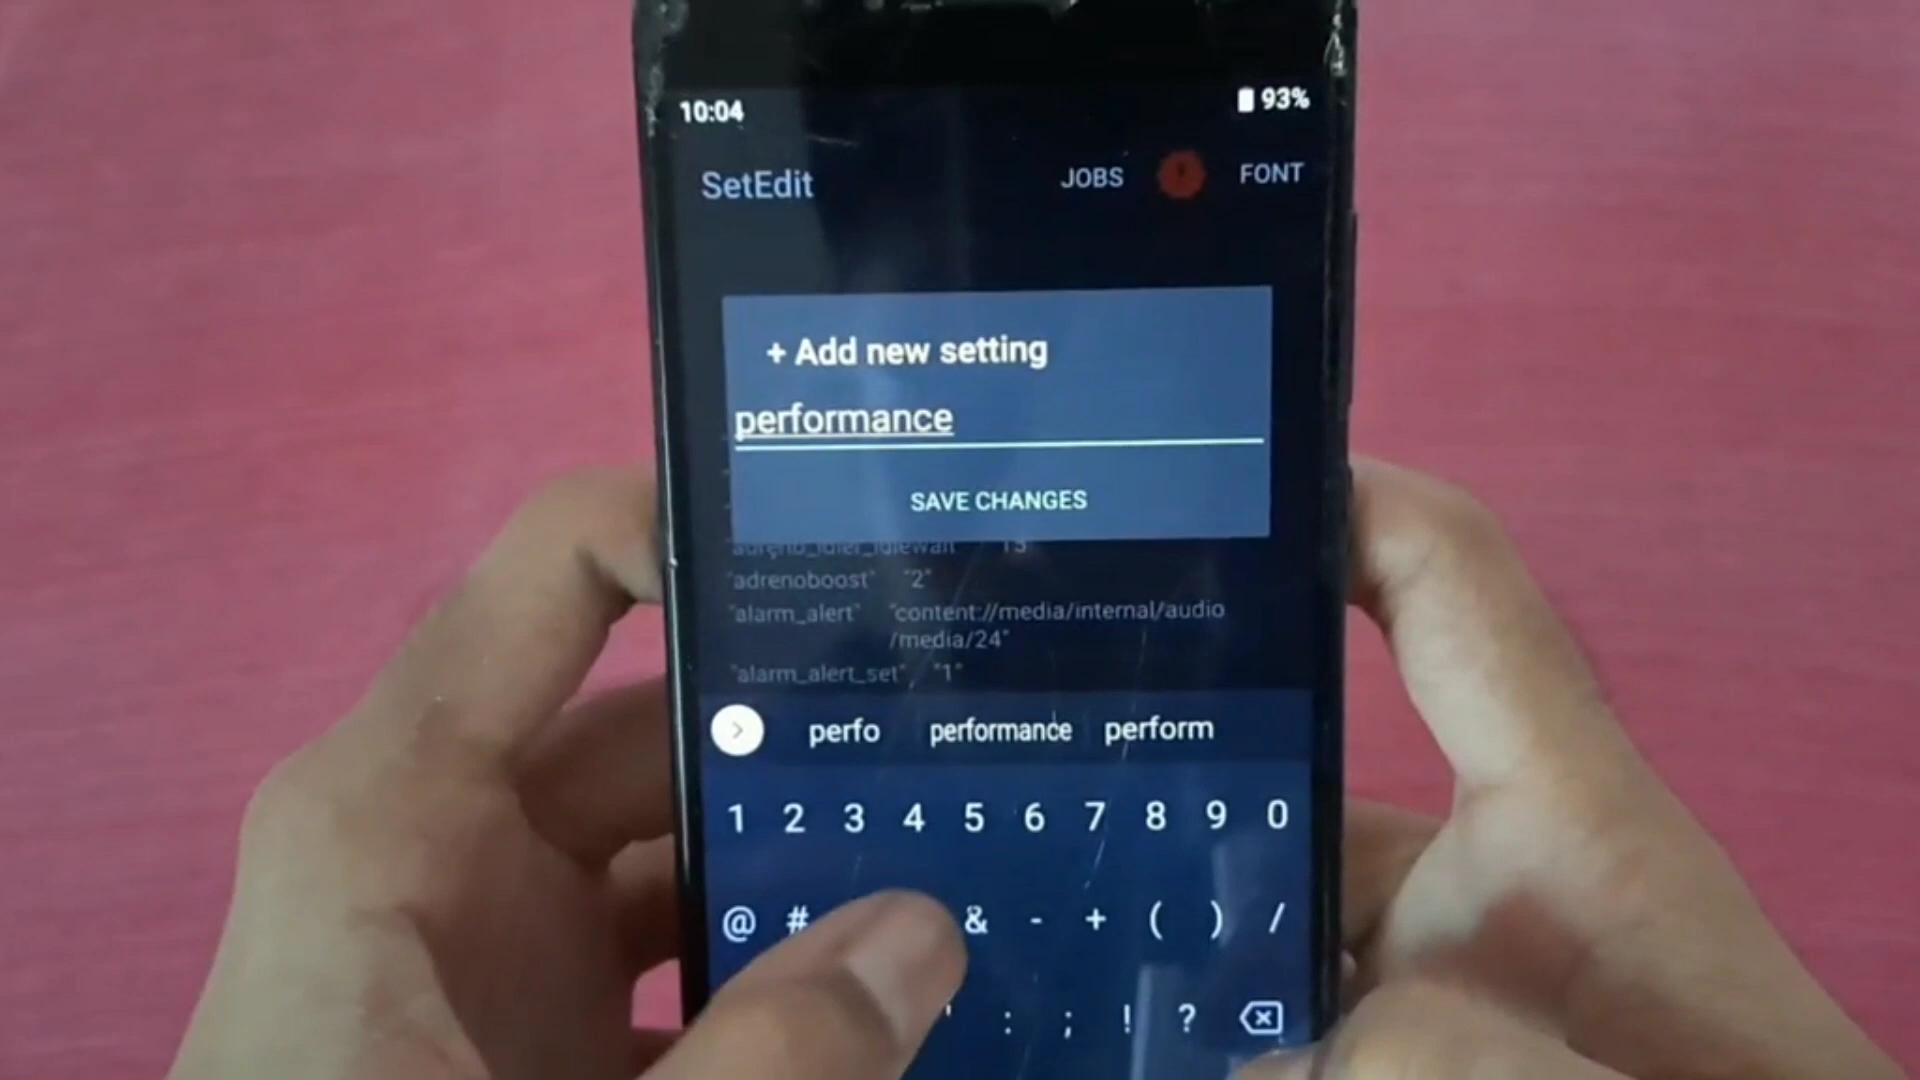 10:04 93%
SetEdit JOBS FONT
+ Add new setting
performance
SAVE CHANGES
"adreno_idler_idlewait" "15"
"adrenoboost" "2"
"alarm_alert" "content://media/internal/audio
/media/24"
"alarm_alert_set" "1"
perfo performance perform
1 2 3 4 5 6 7 8 9 0
@ # & - + ( ) /
' : ; ! ?